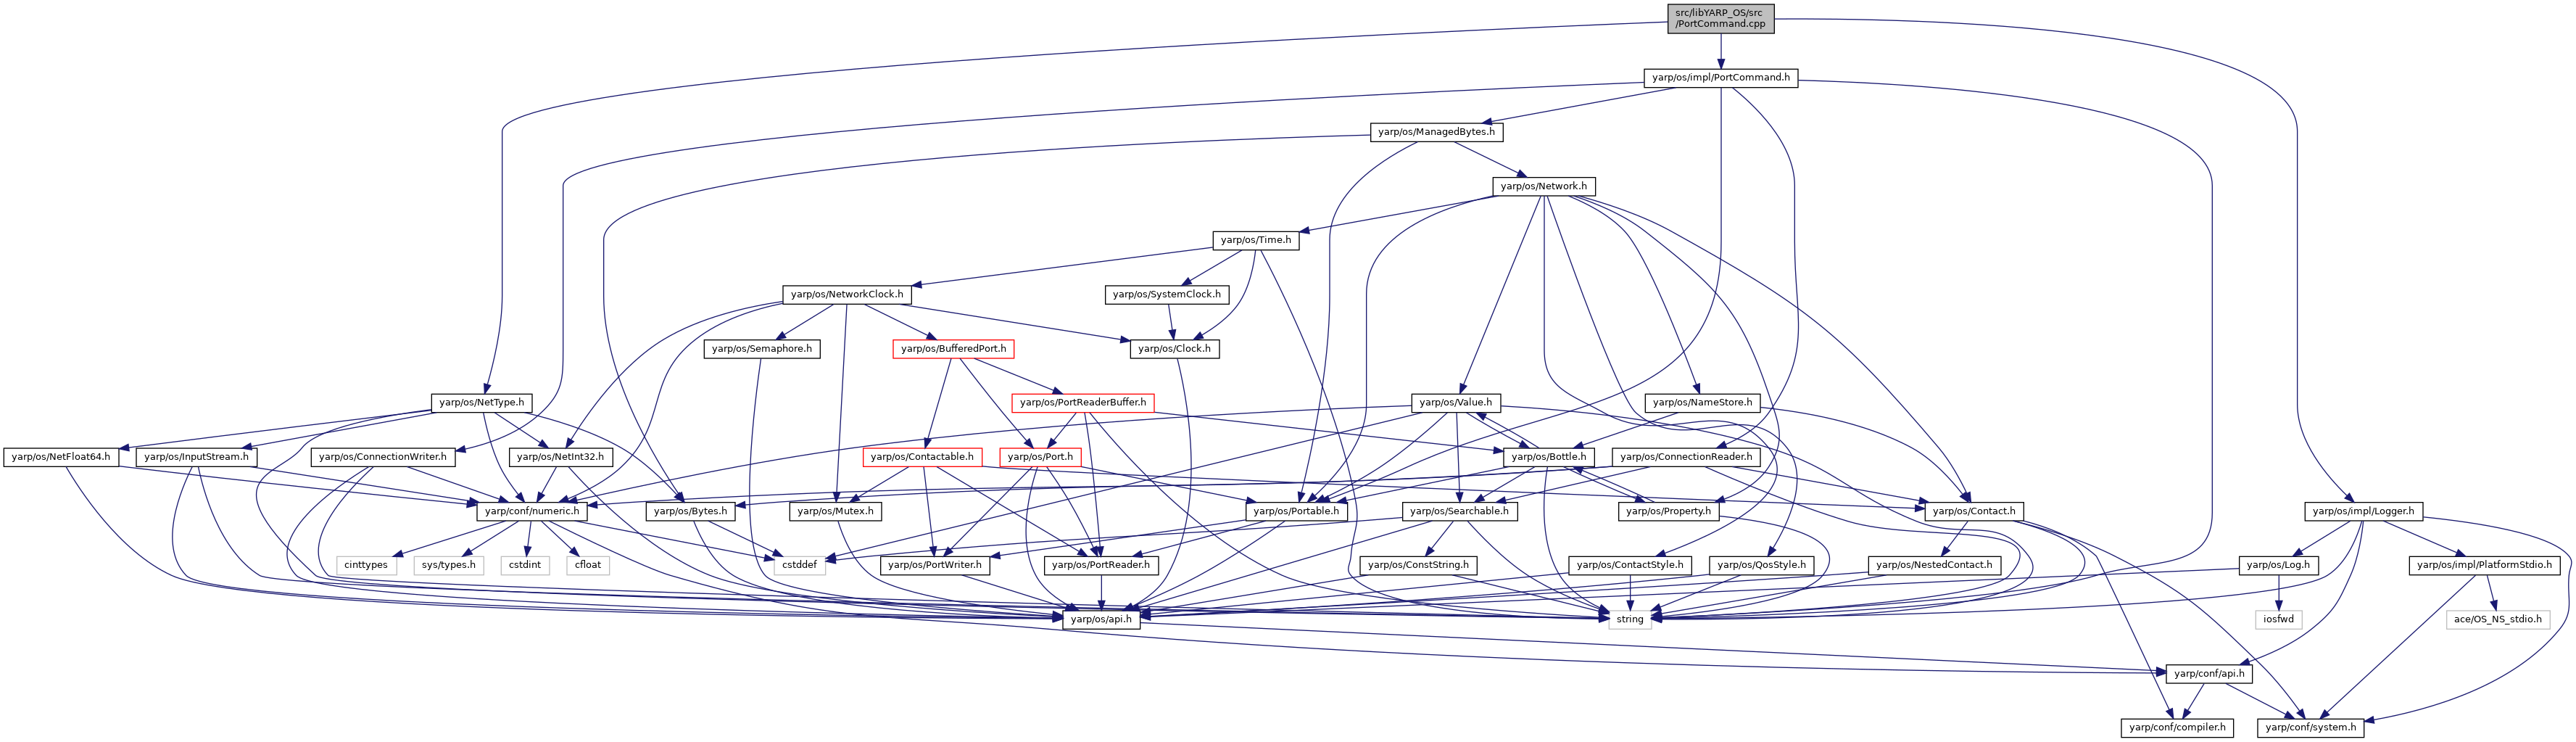 src/libYARP_OS/src
/PortCommand.cpp
yarp/os/impl/PortCommand.h
yarp/os/ManagedBytes.h
yarp/os/Network.h
yarp/os/Time.h
yarp/os/NetworkClock.h
yarp/os/SystemClock.h
yarp/os/Semaphore.h
yarp/os/BufferedPort.h
yarp/os/Clock.h
yarp/os/NetType.h
yarp/os/PortReaderBuffer.h
yarp/os/Value.h
yarp/os/NameStore.h
yarp/os/NetFloat64.h
yarp/os/InputStream.h
yarp/os/ConnectionWriter.h
yarp/os/NetInt32.h
yarp/os/Contactable.h
yarp/os/Port.h
yarp/os/Bottle.h
yarp/os/ConnectionReader.h
yarp/conf/numeric.h
yarp/os/Bytes.h
yarp/os/Mutex.h
yarp/os/Portable.h
yarp/os/Searchable.h
yarp/os/Property.h
yarp/os/Contact.h
yarp/os/impl/Logger.h
cinttypes
sys/types.h
cstdint
cfloat
cstddef
yarp/os/PortWriter.h
yarp/os/PortReader.h
yarp/os/ConstString.h
yarp/os/ContactStyle.h
yarp/os/QosStyle.h
yarp/os/NestedContact.h
yarp/os/Log.h
yarp/os/impl/PlatformStdio.h
yarp/os/api.h
string
iosfwd
ace/OS_NS_stdio.h
yarp/conf/api.h
yarp/conf/compiler.h
yarp/conf/system.h